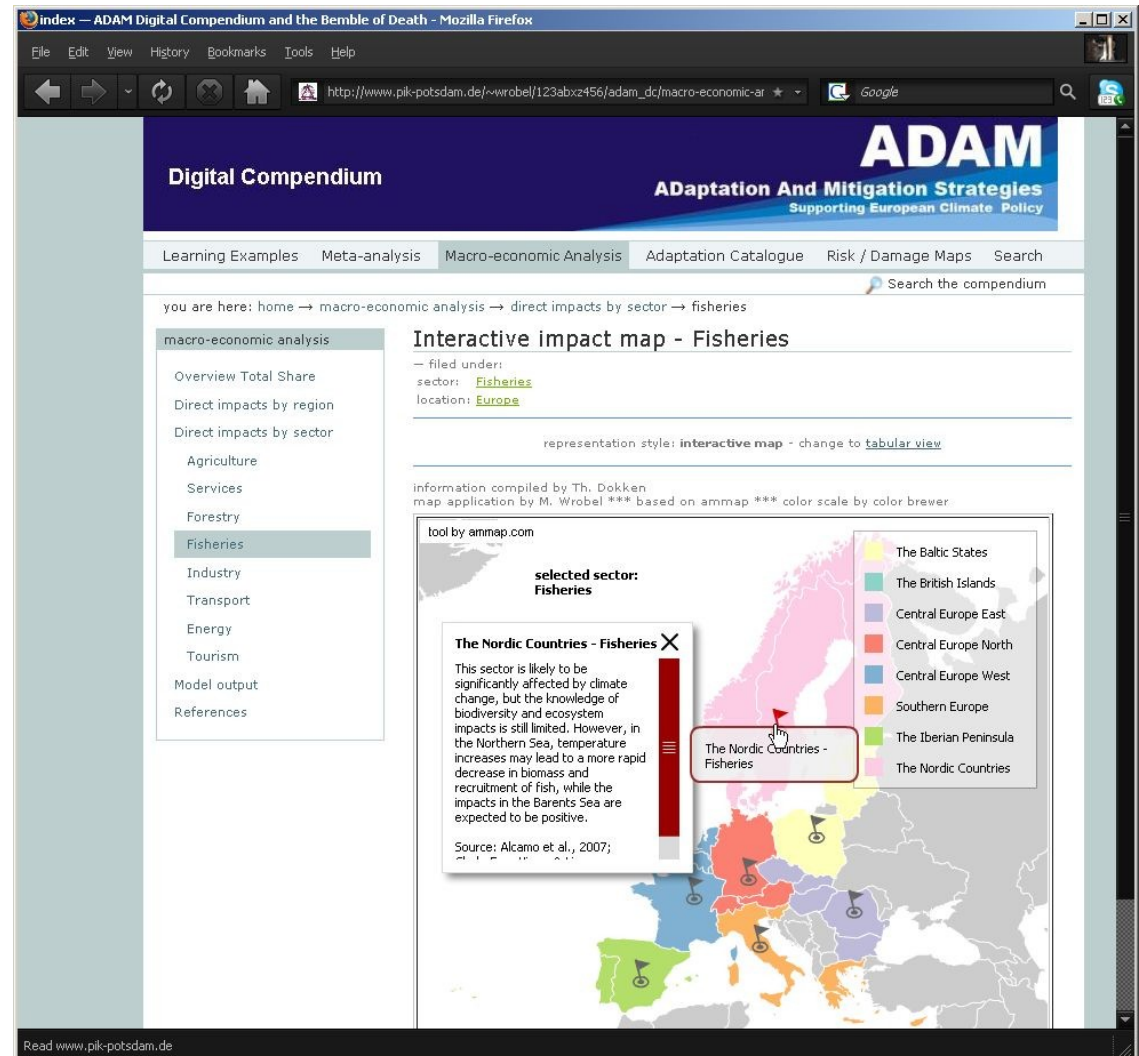 index — ADAM Digital Compendium and the Bemble of Death - Mozilla Firefox
File Edit View History Bookmarks Tools Help
http://www.pik-potsdam.de/~wrobel/123abxz456/adam_dc/macro-economic-ar
Google
123
Digital Compendium
ADAM
ADaptation And Mitigation Strategies
Supporting European Climate Policy
Learning Examples Meta-analysis Macro-economic Analysis Adaptation Catalogue Risk / Damage Maps Search
Search the compendium
you are here: home → macro-economic analysis → direct impacts by sector → fisheries
macro-economic analysis
Overview Total Share
Direct impacts by region
Direct impacts by sector
Agriculture
Services
Forestry
Fisheries
Industry
Transport
Energy
Tourism
Model output
References
Interactive impact map - Fisheries
— filed under:
sector: Fisheries
location: Europe
representation style: interactive map - change to tabular view
information compiled by Th. Dokken
map application by M. Wrobel *** based on ammap *** color scale by color brewer
tool by ammap.com
selected sector:
Fisheries
The Nordic Countries - Fisheries
This sector is likely to be
significantly affected by climate
change, but the knowledge of
biodiversity and ecosystem
impacts is still limited. However, in
the Northern Sea, temperature
increases may lead to a more rapid
decrease in biomass and
recruitment of fish, while the
impacts in the Barents Sea are
expected to be positive.
Source: Alcamo et al., 2007;
The Nordic Countries -
Fisheries
The Baltic States
The British Islands
Central Europe East
Central Europe North
Central Europe West
Southern Europe
The Iberian Peninsula
The Nordic Countries
Read www.pik-potsdam.de